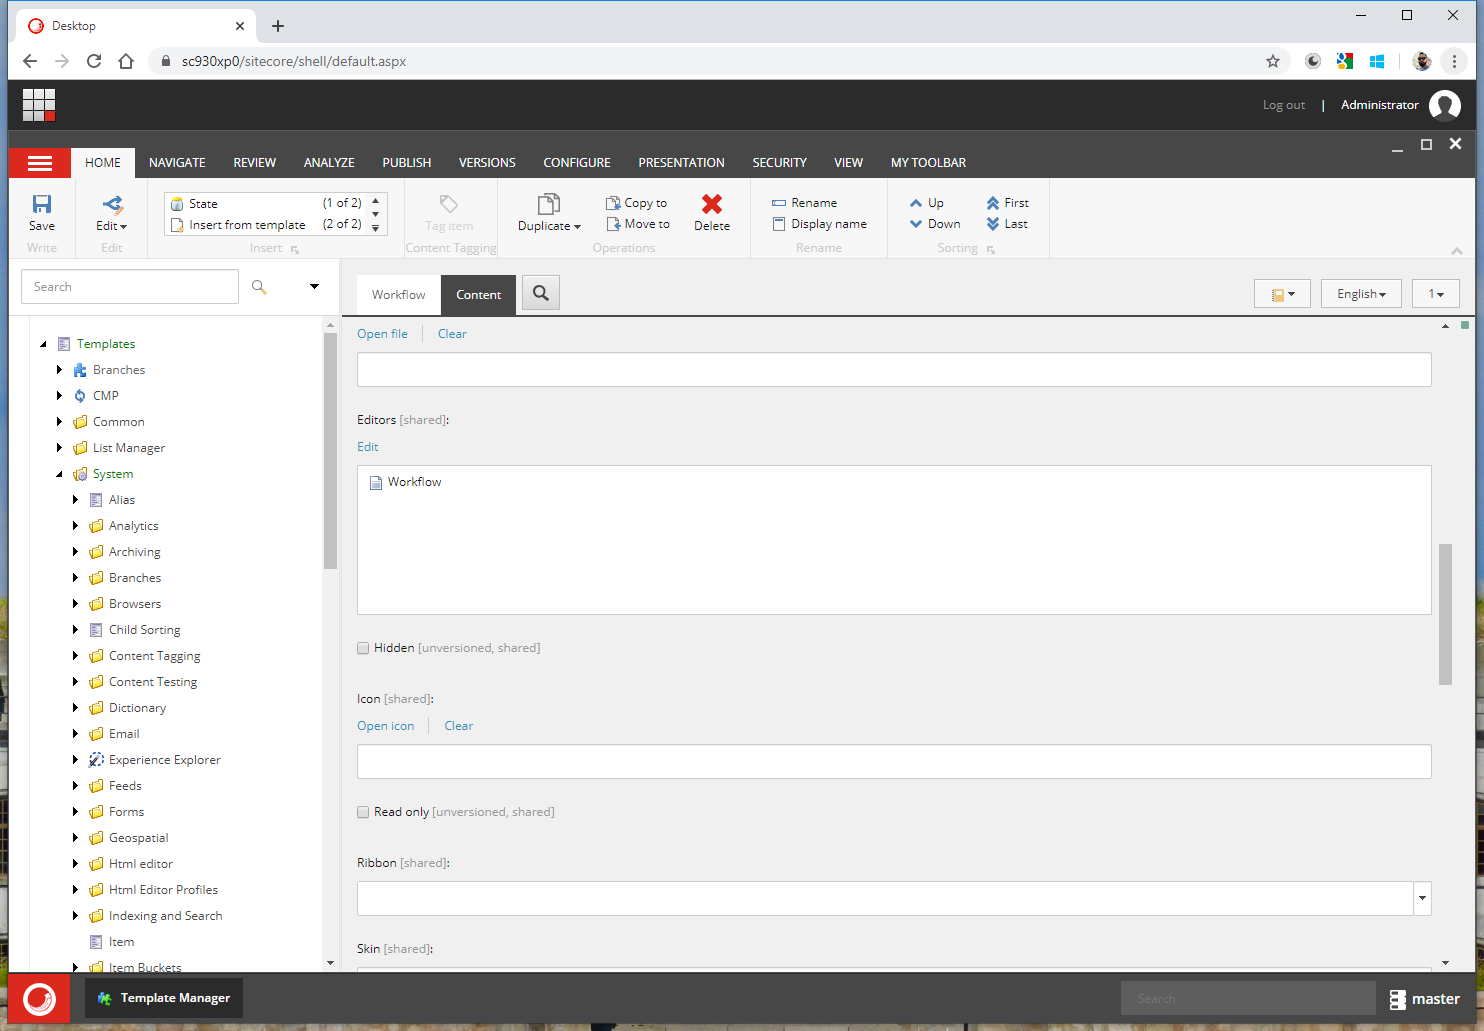 Desktop
sc930xp0/sitecore/shell/default.aspx
Log out | Administrator
HOME NAVIGATE REVIEW ANALYZE PUBLISH VERSIONS CONFIGURE PRESENTATION SECURITY VIEW MY TOOLBAR
State (1 of 2)
Insert from template (2 of 2)
Save
Edit
Tag item
Duplicate
Copy to
Move to
Delete
Rename
Display name
Up
Down
First
Last
Write
Edit
Insert
Content Tagging
Operations
Rename
Sorting
Search
Workflow
Content
English
1
Templates
Branches
CMP
Common
List Manager
System
Alias
Analytics
Archiving
Branches
Browsers
Child Sorting
Content Tagging
Content Testing
Dictionary
Email
Experience Explorer
Feeds
Forms
Geospatial
Html editor
Html Editor Profiles
Indexing and Search
Item
Item Buckets
Open file
Clear
Editors [shared]:
Edit
Workflow
Hidden [unversioned, shared]
Icon [shared]:
Open icon
Clear
Read only [unversioned, shared]
Ribbon [shared]:
Skin [shared]:
Template Manager
Search
master